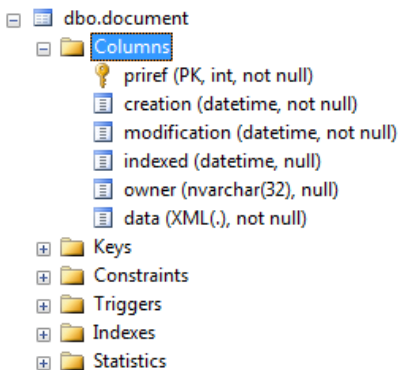 dbo.document
Columns
priref (PK, int, not null)
creation (datetime, not null)
modification (datetime, not null)
indexed (datetime, null)
owner (nvarchar(32), null)
data (XML(.), not null)
Keys
Constraints
Triggers
Indexes
Statistics